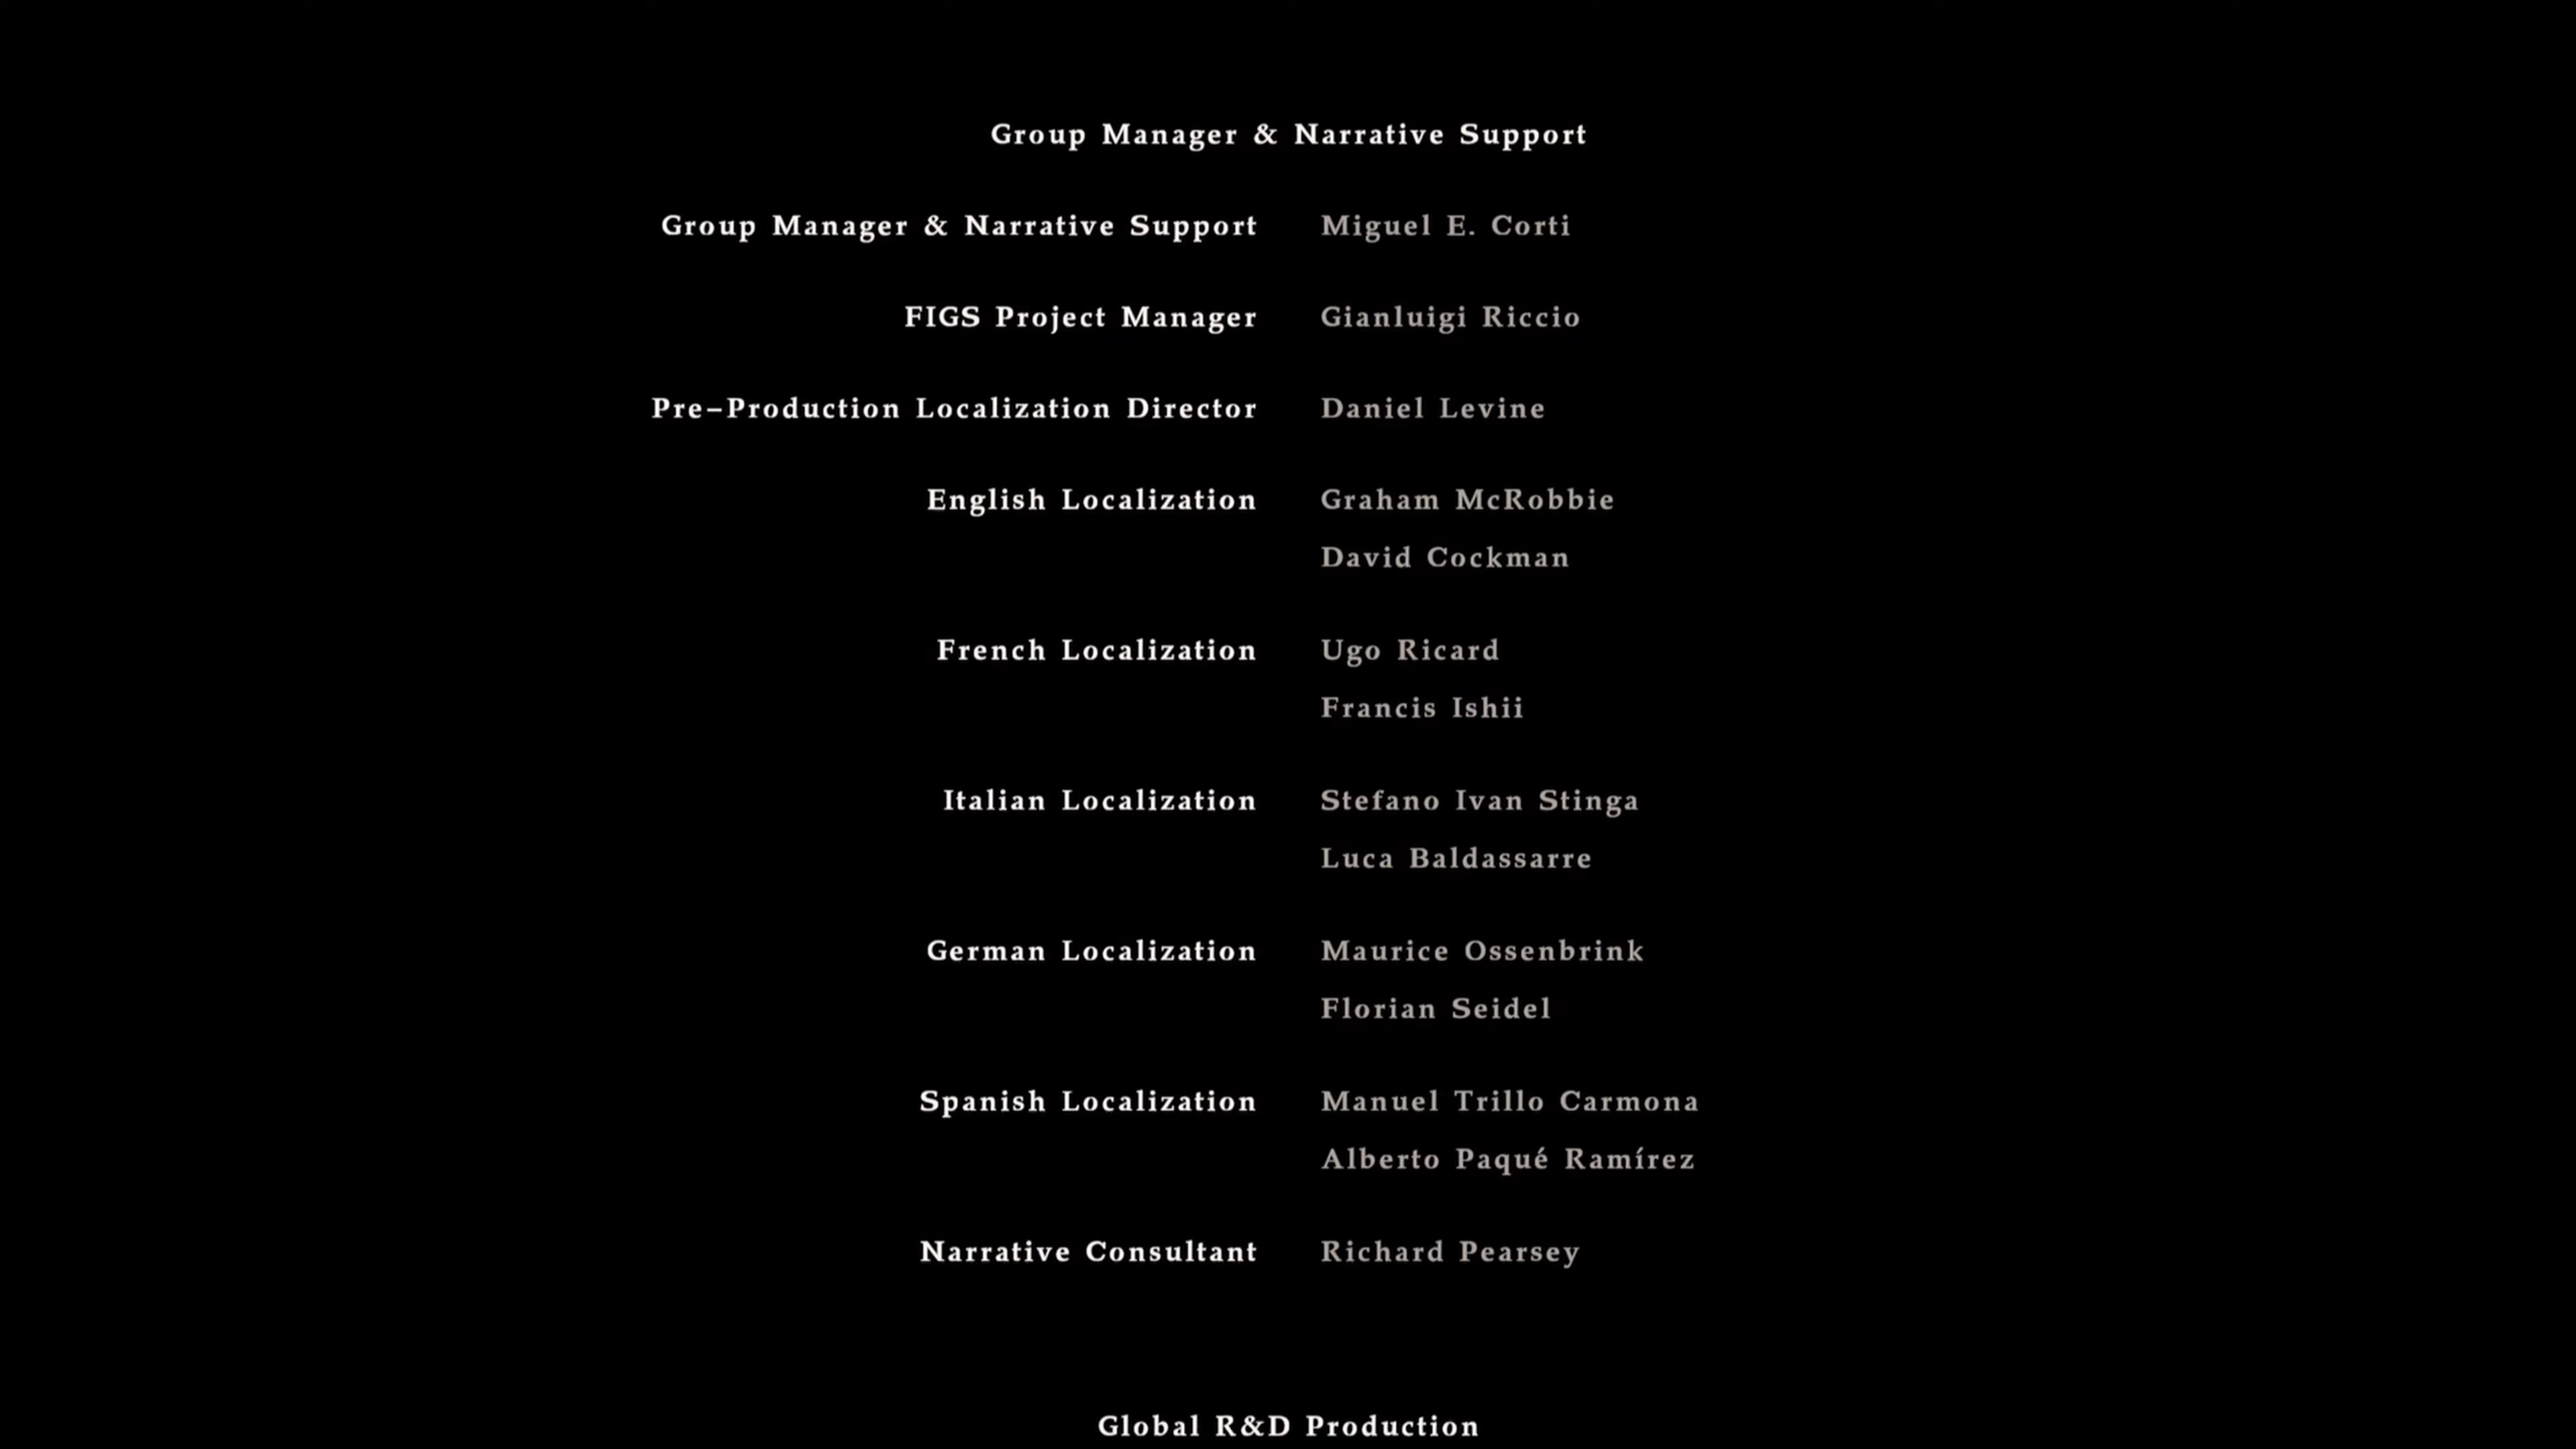 Group Manager & Narrative Support
Group Manager & Narrative Support Miguel E. Corti
FIGS Project Manager Gianluigi Riccio
Pre-Production Localization Director Daniel Levine
English Localization Graham McRobbie
David Cockman
French Localization Ugo Ricard
Francis Ishii
Italian Localization Stefano Ivan Stinga
Luca Baldassarre
German Localization Maurice Ossenbrink
Florian Seidel
Spanish Localization Manuel Trillo Carmona
Alberto Paqué Ramírez
Narrative Consultant Richard Pearsey
Global R&D Production